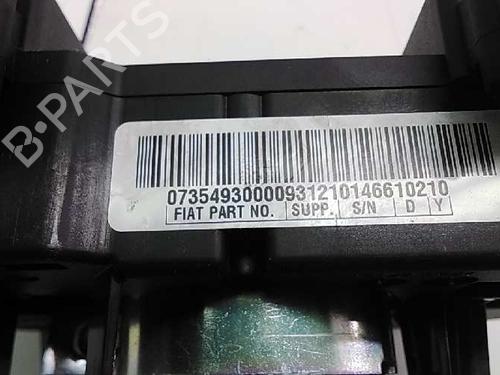 B-PARTS
07354930000931210146610210
FIAT PART NO. SUPP. S/N D Y